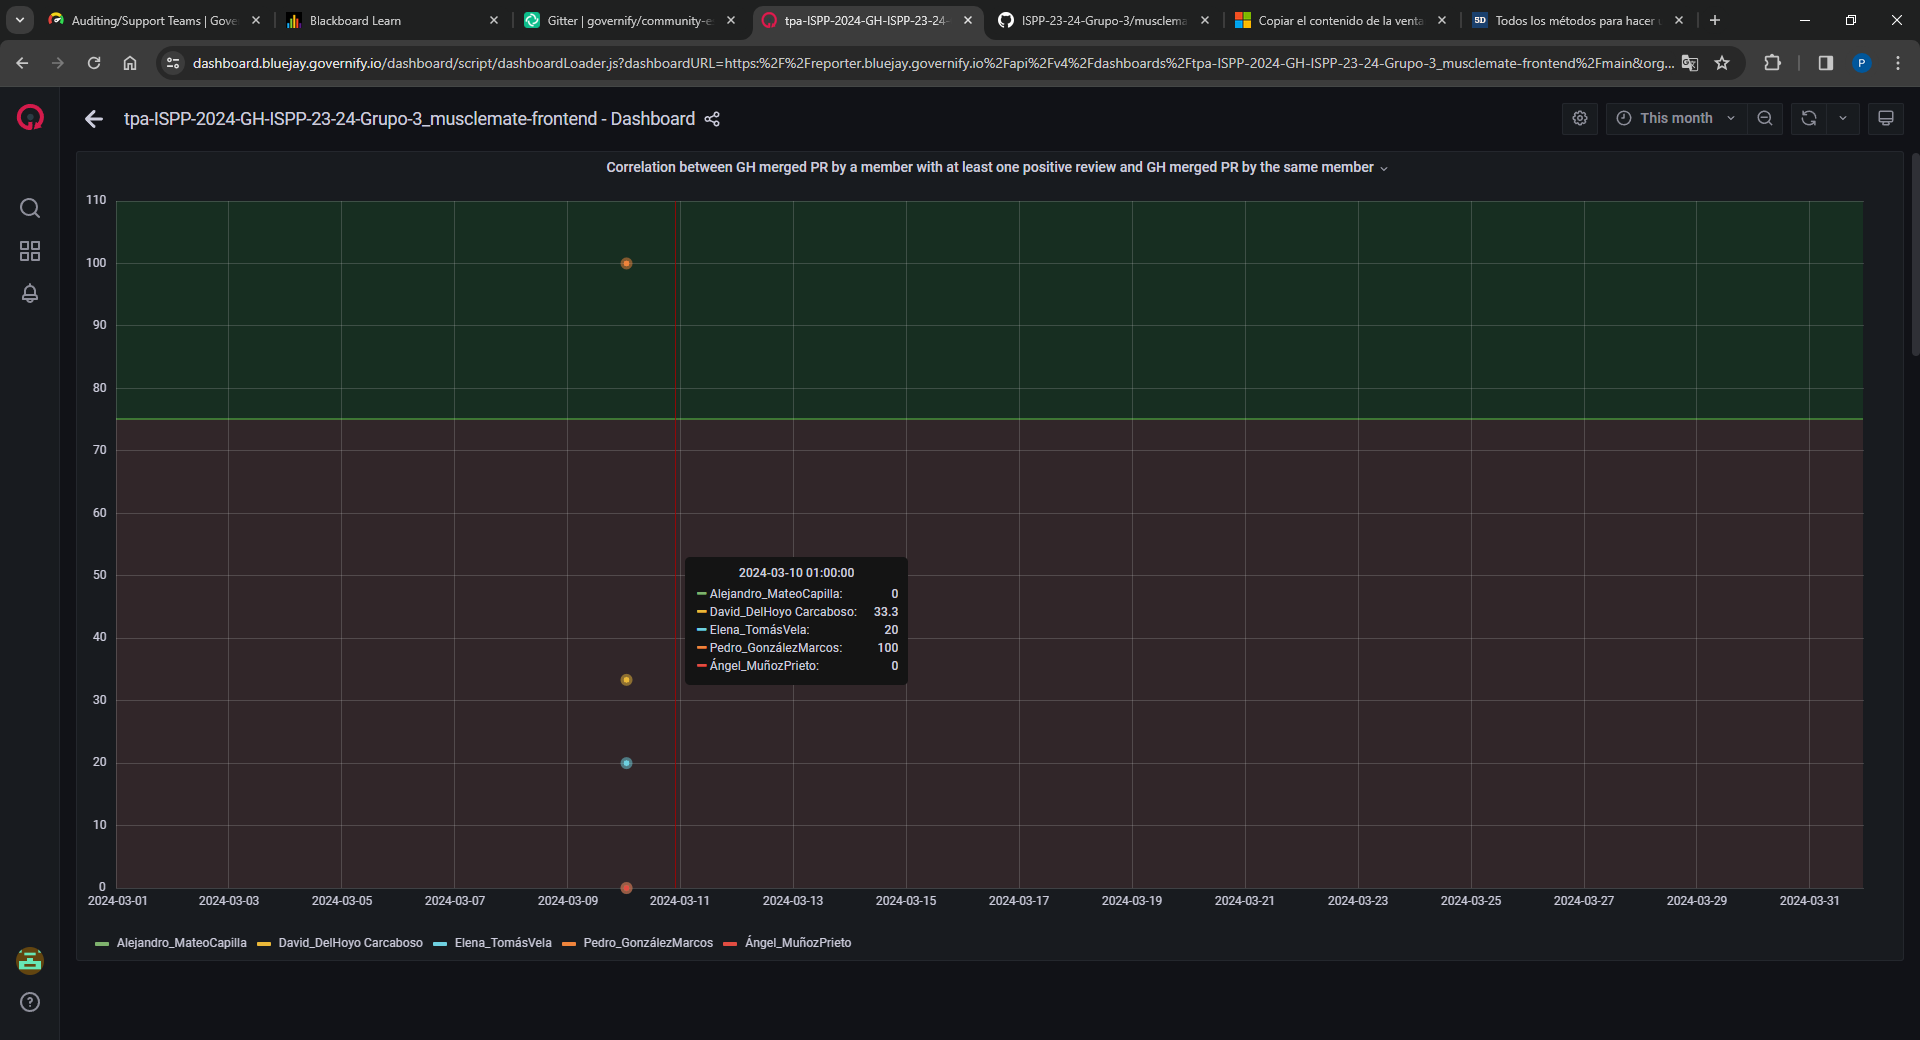 Auditing/Support Teams | Gove
Blackboard Learn
Gitter | governify/community-e
tpa-ISPP-2024-GH-ISPP-23-24-
ISPP-23-24-Grupo-3/musclema
Copiar el contenido de la venta
SD Todos los métodos para hacer u
dashboard.bluejay.governify.io/dashboard/script/dashboardLoader.js?dashboardURL=https:%2F%2Freporter.bluejay.governify.io%2Fapi%2Fv4%2Fdashboards%2Ftpa-ISPP-2024-GH-ISPP-23-24-Grupo-3_musclemate-frontend%2Fmain&org...
P
tpa-ISPP-2024-GH-ISPP-23-24-Grupo-3_musclemate-frontend - Dashboard
This month
Correlation between GH merged PR by a member with at least one positive review and GH merged PR by the same member
110
100
90
80
70
60
50
40
30
20
10
0
2024-03-10 01:00:00
Alejandro_MateoCapilla: 0
David_DelHoyo Carcaboso: 33.3
Elena_TomásVela: 20
Pedro_GonzálezMarcos: 100
Ángel_MuñozPrieto: 0
2024-03-01 2024-03-03 2024-03-05 2024-03-07 2024-03-09 2024-03-11 2024-03-13 2024-03-15 2024-03-17 2024-03-19 2024-03-21 2024-03-23 2024-03-25 2024-03-27 2024-03-29 2024-03-31
Alejandro_MateoCapilla David_DelHoyo Carcaboso Elena_TomásVela Pedro_GonzálezMarcos Ángel_MuñozPrieto